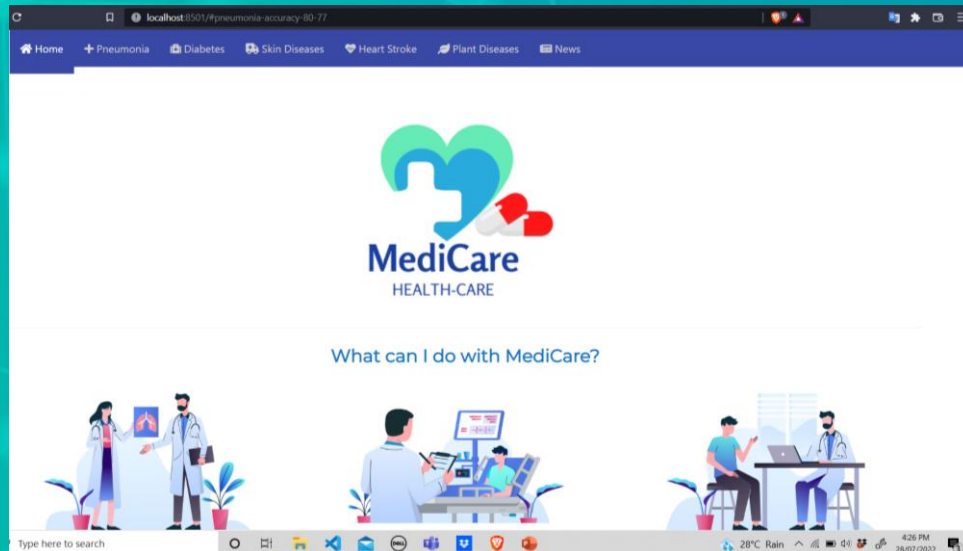 localhost:8501/#pneumonia-accuracy-80-77
Home Pneumonia Diabetes Skin Diseases Heart Stroke Plant Diseases News
MediCare
HEALTH-CARE
What can I do with MediCare?
Type here to search DELL 28°C Rain 4:26 PM
28/07/2022